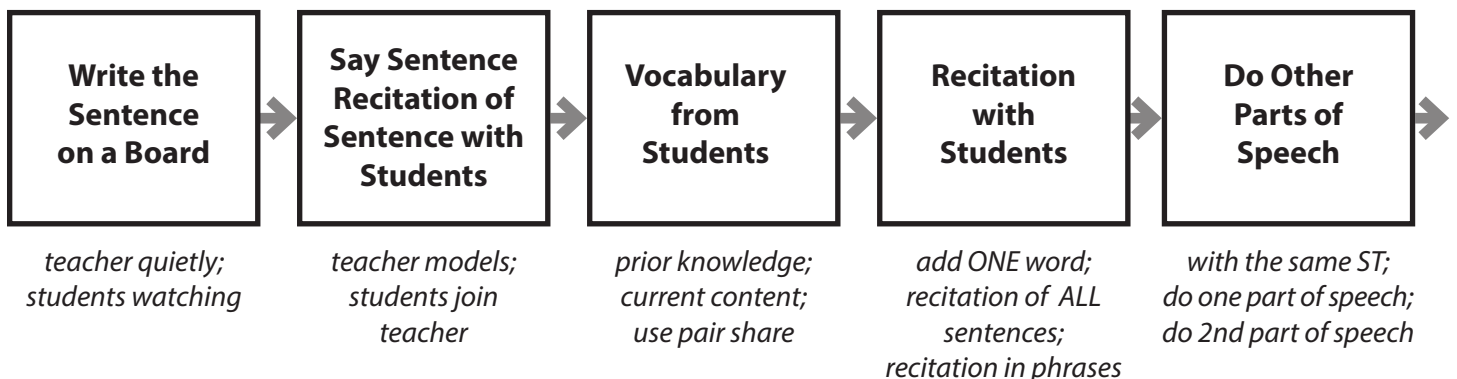 Write the
Sentence
on a Board
Say Sentence
Recitation of
Sentence with
Students
Vocabulary
from
Students
Recitation
with
Students
Do Other
Parts of
Speech
teacher quietly;
students watching
teacher models;
students join
teacher
prior knowledge;
current content;
use pair share
add ONE word;
recitation of ALL
sentences;
recitation in phrases
with the same ST;
do one part of speech;
do 2nd part of speech